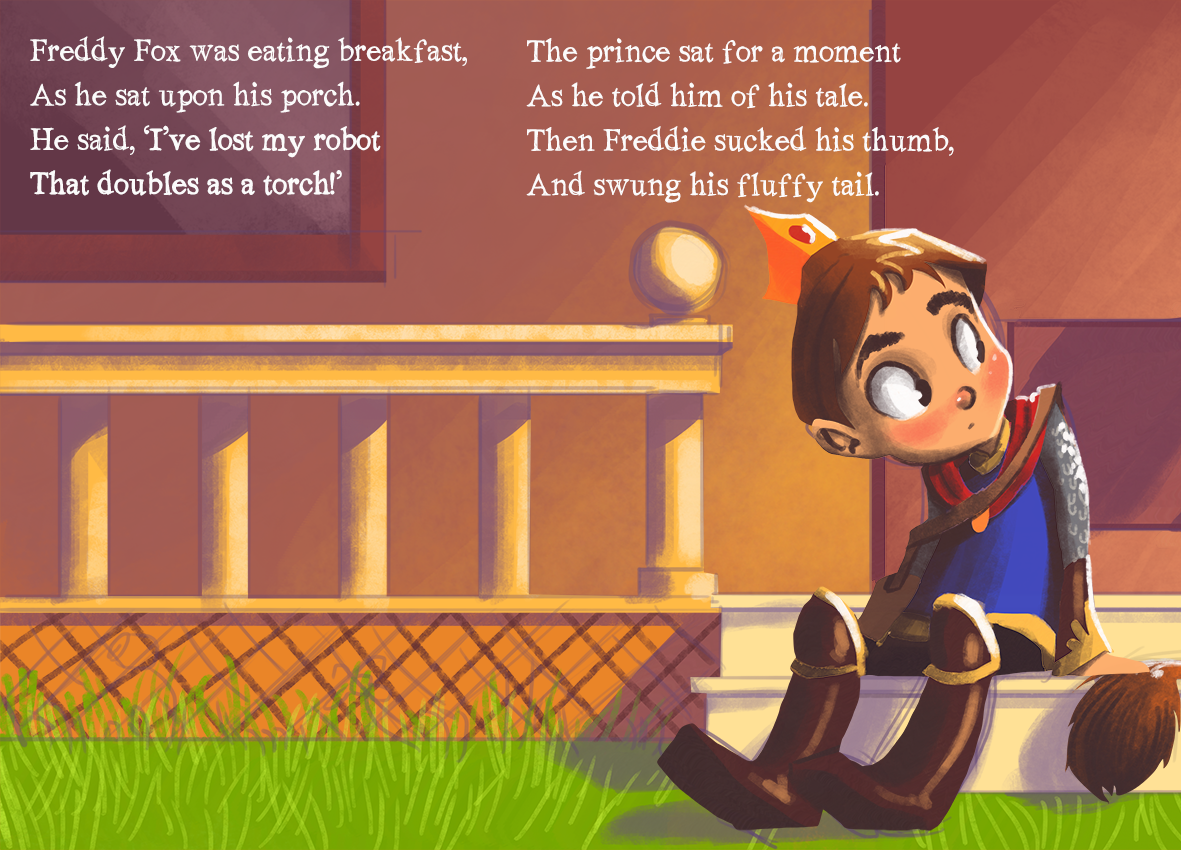 Freddy Fox was eating breakfast,
As he sat upon his porch.
He said, ‘I’ve lost my robot
That doubles as a torch!’
The prince sat for a moment
As he told him of his tale.
Then Freddie sucked his thumb,
And swung his fluffy tail.